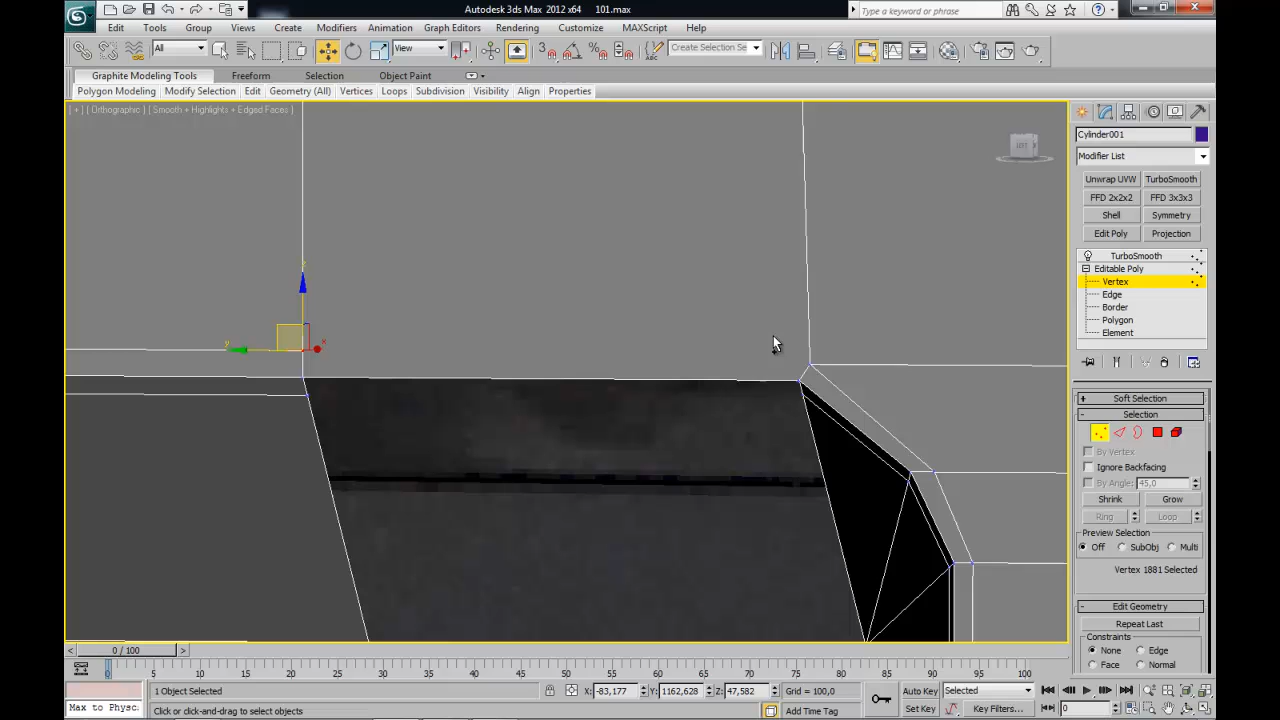 Autodesk 3ds Max 2012 x64 101.max
Type a keyword or phrase
Edit Tools Group Views Create Modifiers Animation Graph Editors Rendering Customize MAXScript Help
All View Create Selection Se
Graphite Modeling Tools Freeform Selection Object Paint
Polygon Modeling Modify Selection Edit Geometry (All) Vertices Loops Subdivision Visibility Align Properties
[ + ] [ Orthographic ] [ Smooth + Highlights + Edged Faces ]
Cylinder001
Modifier List
Unwrap UVW TurboSmooth
FFD 2x2x2 FFD 3x3x3
Shell Symmetry
Edit Poly Projection
TurboSmooth
Editable Poly
Vertex
Edge
Border
Polygon
Element
z
y x
+ Soft Selection
- Selection
By Vertex
Ignore Backfacing
By Angle: 45,0
Shrink Grow
Ring Loop
Preview Selection
Off SubObj Multi
Vertex 1881 Selected
- Edit Geometry
Repeat Last
Constraints
None Edge
Face Normal
< 0 / 100 >
0 5 10 15 20 25 30 35 40 45 50 55 60 65 70 75 80 85 90 95 100
1 Object Selected X: -83,177 Y: 1162,628 Z: 47,582 Grid = 100,0 Auto Key Selected
Max to Physc. Click or click-and-drag to select objects Add Time Tag Set Key Key Filters... 0